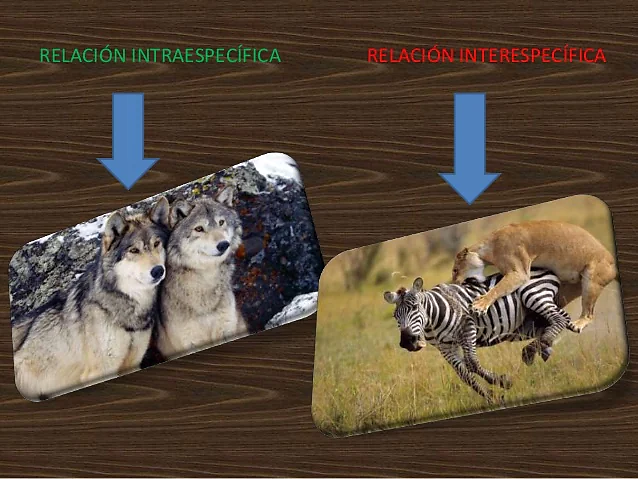 RELACIÓN INTRAESPECÍFICA
RELACIÓN INTERESPECÍFICA